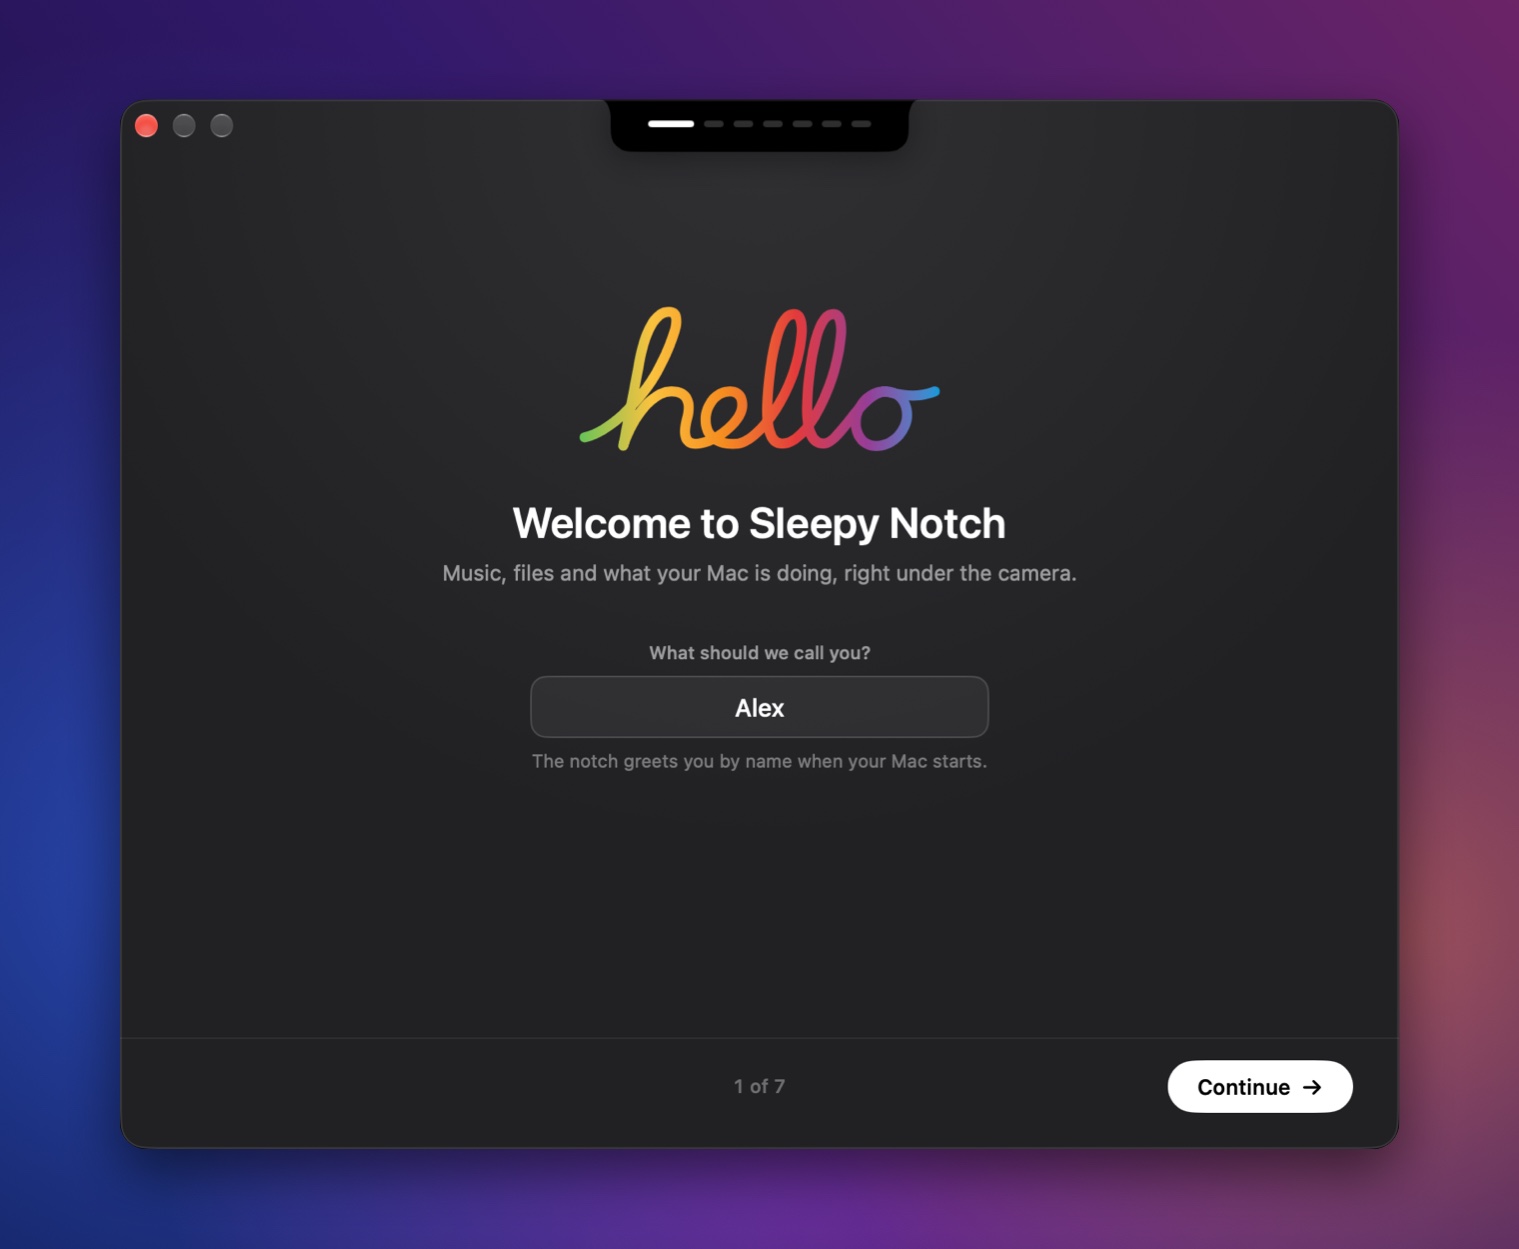 hello
Welcome to Sleepy Notch
Music, files and what your Mac is doing, right under the camera.
What should we call you?
Alex
The notch greets you by name when your Mac starts.
1 of 7
Continue →